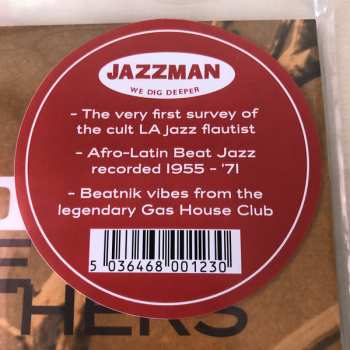 JAZZMAN
WE DIG DEEPER
- The very first survey of
the cult LA jazz flautist
- Afro-Latin Beat Jazz
recorded 1955 - '71
- Beatnik vibes from the
legendary Gas House Club
5 036468 001230
HERS